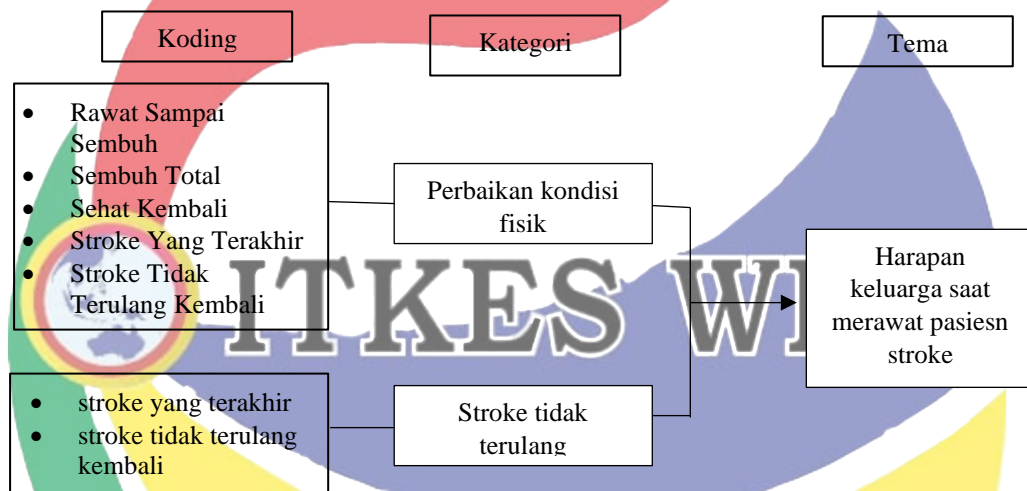 Koding
Kategori
Tema
• Rawat Sampai
Sembuh
• Sembuh Total
• Sehat Kembali
• Stroke Yang Terakhir
• Stroke Tidak
Terulang Kembali
Perbaikan kondisi
fisik
Harapan
keluarga saat
merawat pasiesn
stroke
ITKES W
• stroke yang terakhir
• stroke tidak terulang
kembali
Stroke tidak
terulang